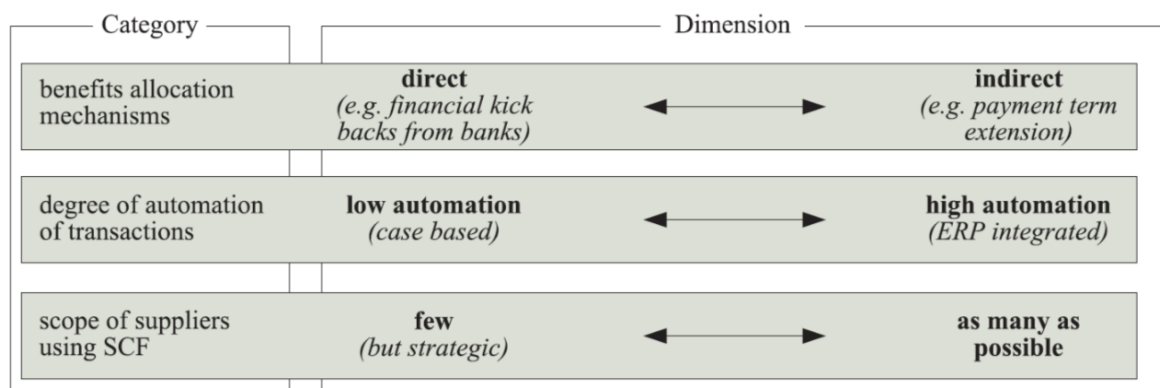 Category
Dimension
benefits allocation
mechanisms
direct
(e.g. financial kick
backs from banks)
indirect
(e.g. payment term
extension)
degree of automation
of transactions
low automation
(case based)
high automation
(ERP integrated)
scope of suppliers
using SCF
few
(but strategic)
as many as
possible